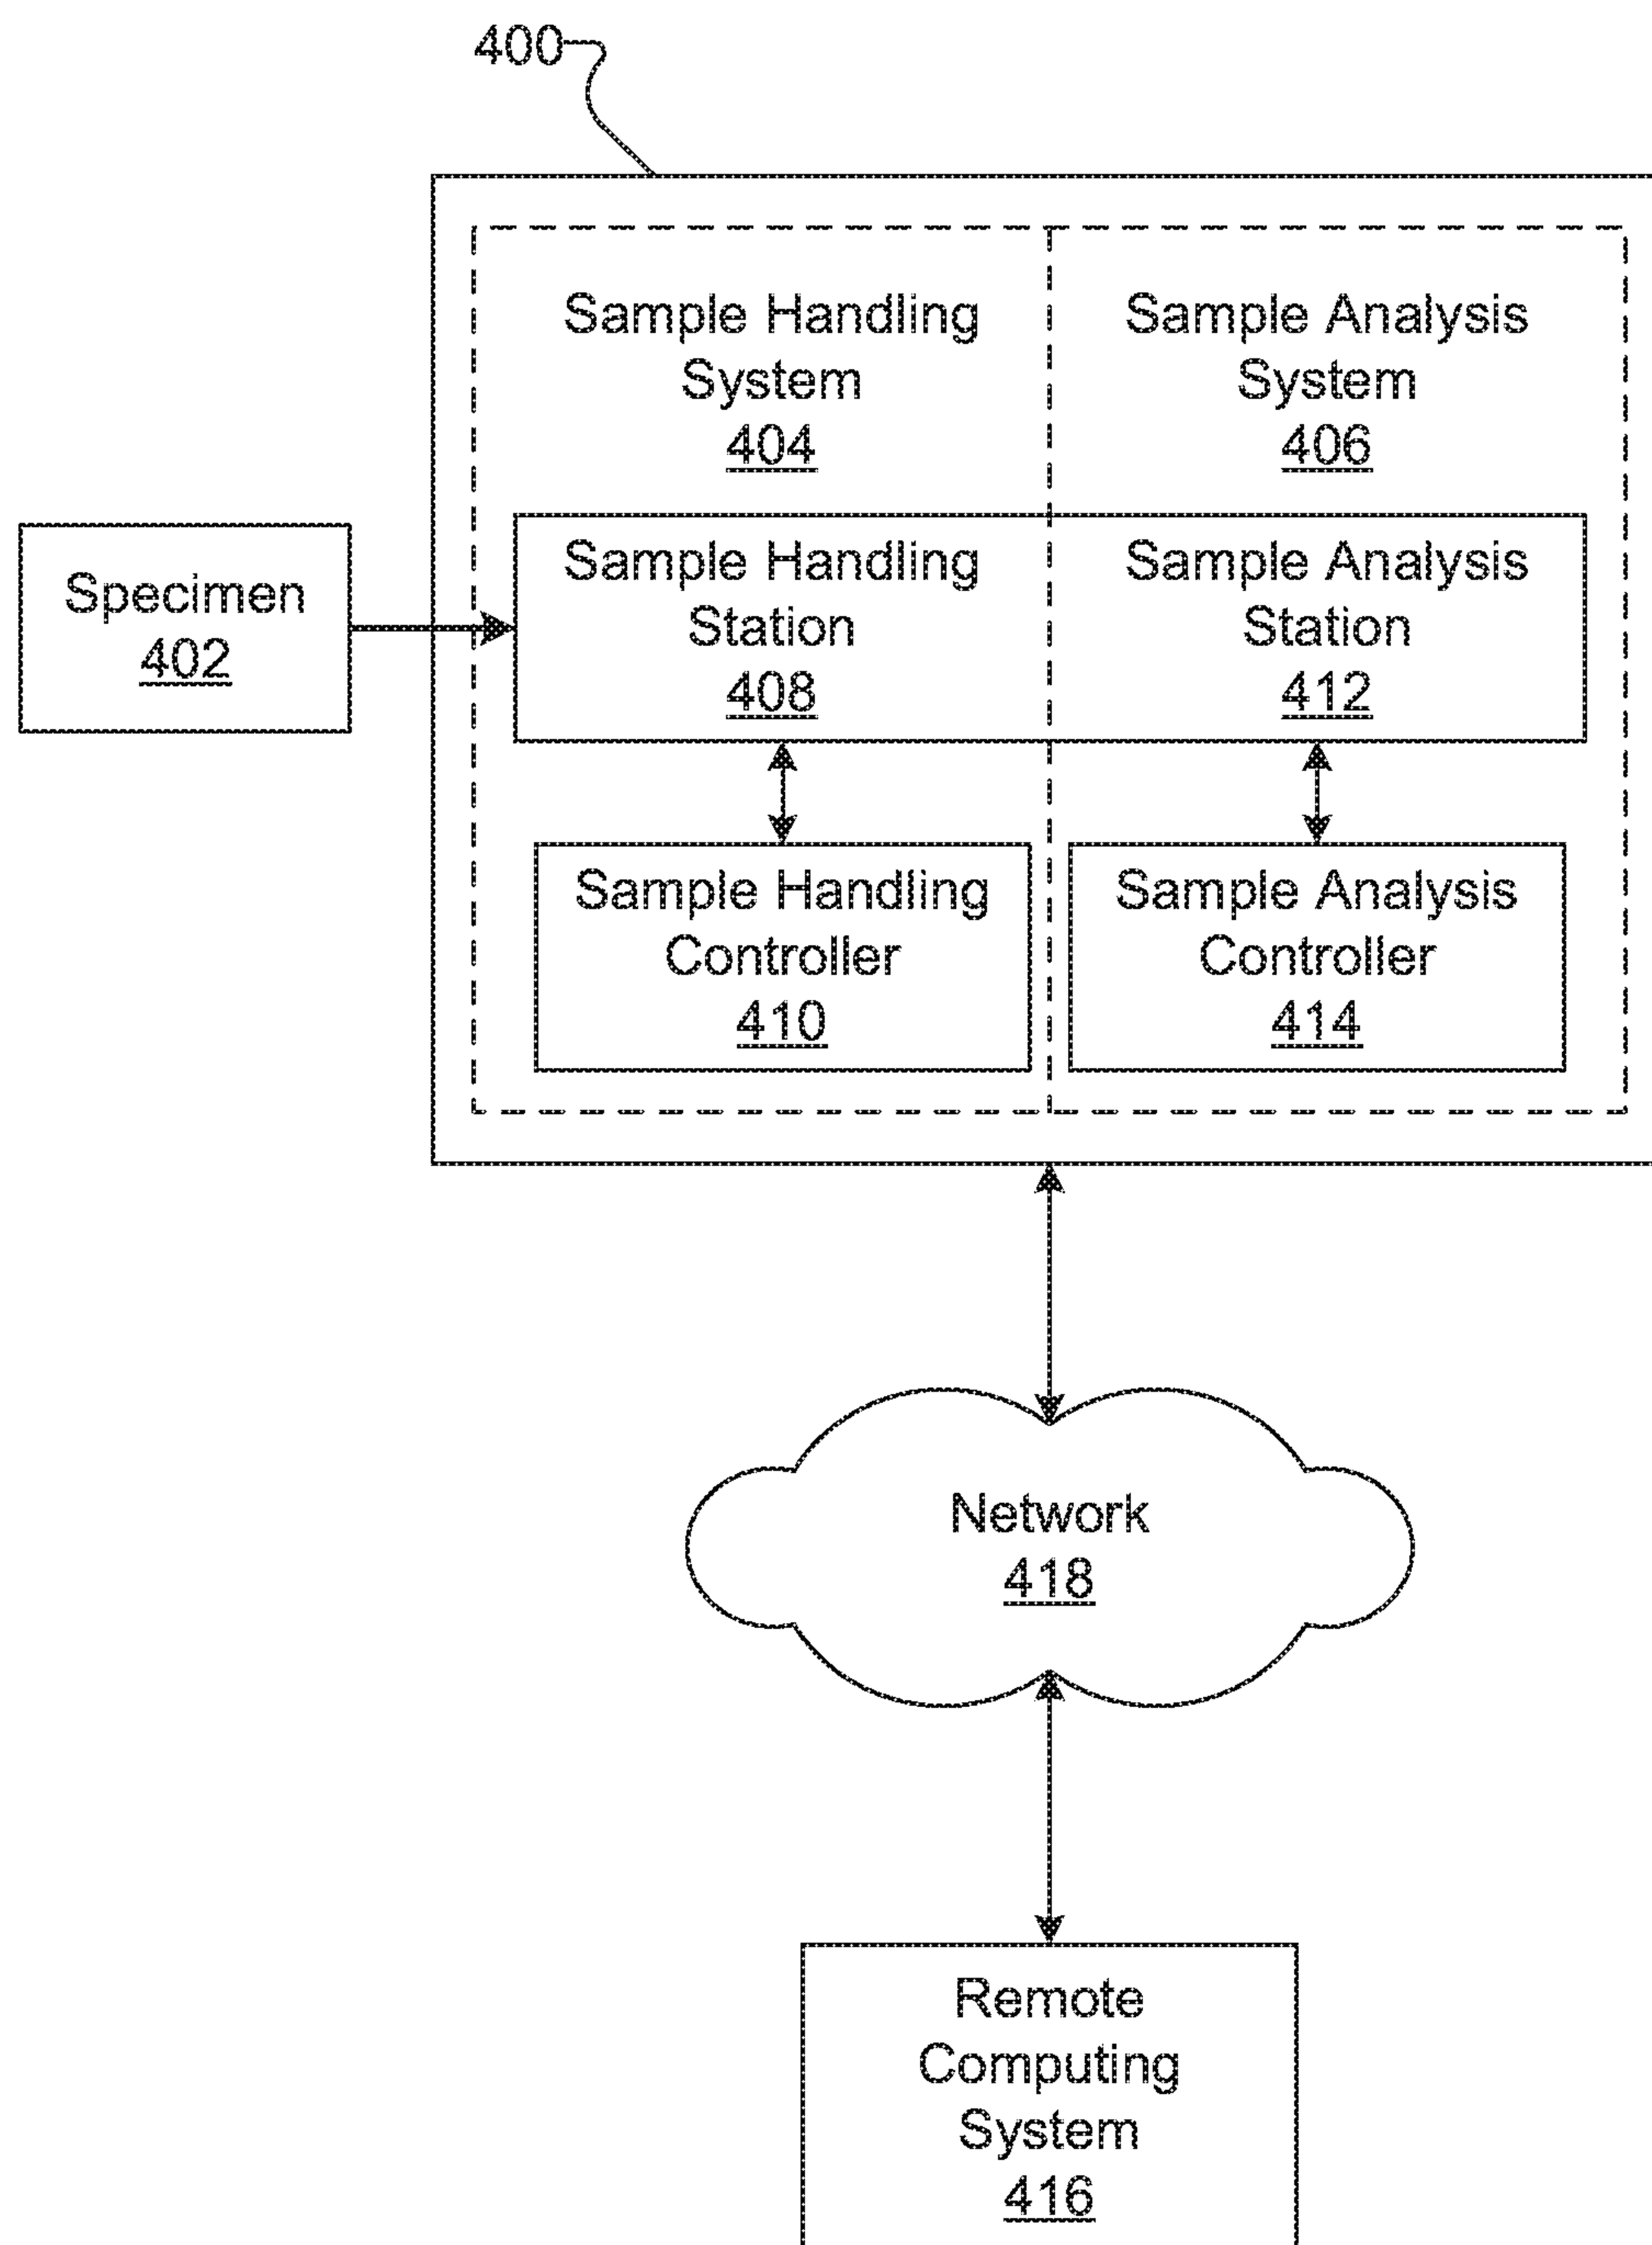 400
Sample Handling
System
404
Sample Analysis
System
406
Specimen
402
Sample Handling
Station
408
Sample Analysis
Station
412
Sample Handling
Controller
410
Sample Analysis
Controller
414
Network
418
Remote
Computing
System
416